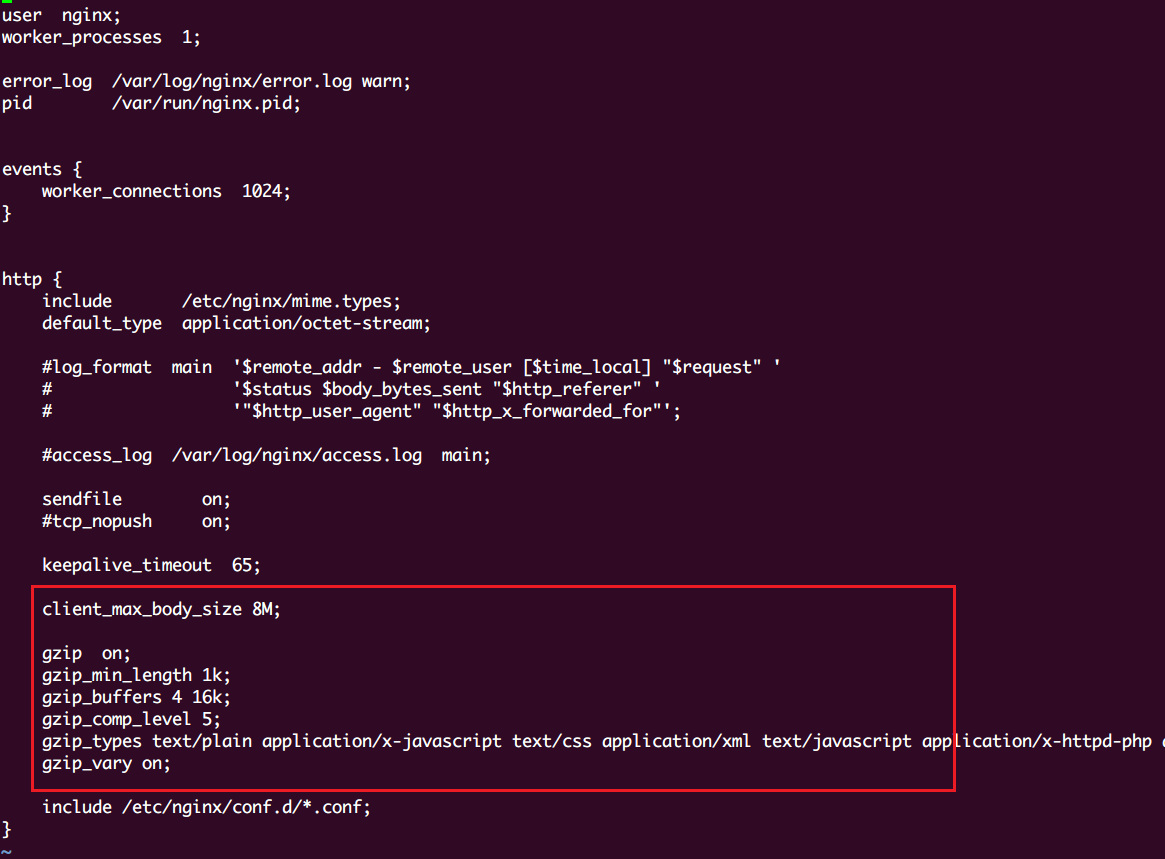 user  nginx;
worker_processes  1;

error_log  /var/log/nginx/error.log warn;
pid        /var/run/nginx.pid;


events {
    worker_connections  1024;
}


http {
    include       /etc/nginx/mime.types;
    default_type  application/octet-stream;

    #log_format  main  '$remote_addr - $remote_user [$time_local] "$request" '
    #                  '$status $body_bytes_sent "$http_referer" '
    #                  '"$http_user_agent" "$http_x_forwarded_for"';

    #access_log  /var/log/nginx/access.log  main;

    sendfile        on;
    #tcp_nopush     on;

    keepalive_timeout  65;

    client_max_body_size 8M;

    gzip  on;
    gzip_min_length 1k;
    gzip_buffers 4 16k;
    gzip_comp_level 5;
    gzip_types text/plain application/x-javascript text/css application/xml text/javascript application/x-httpd-php
    gzip_vary on;

    include /etc/nginx/conf.d/*.conf;
}
~